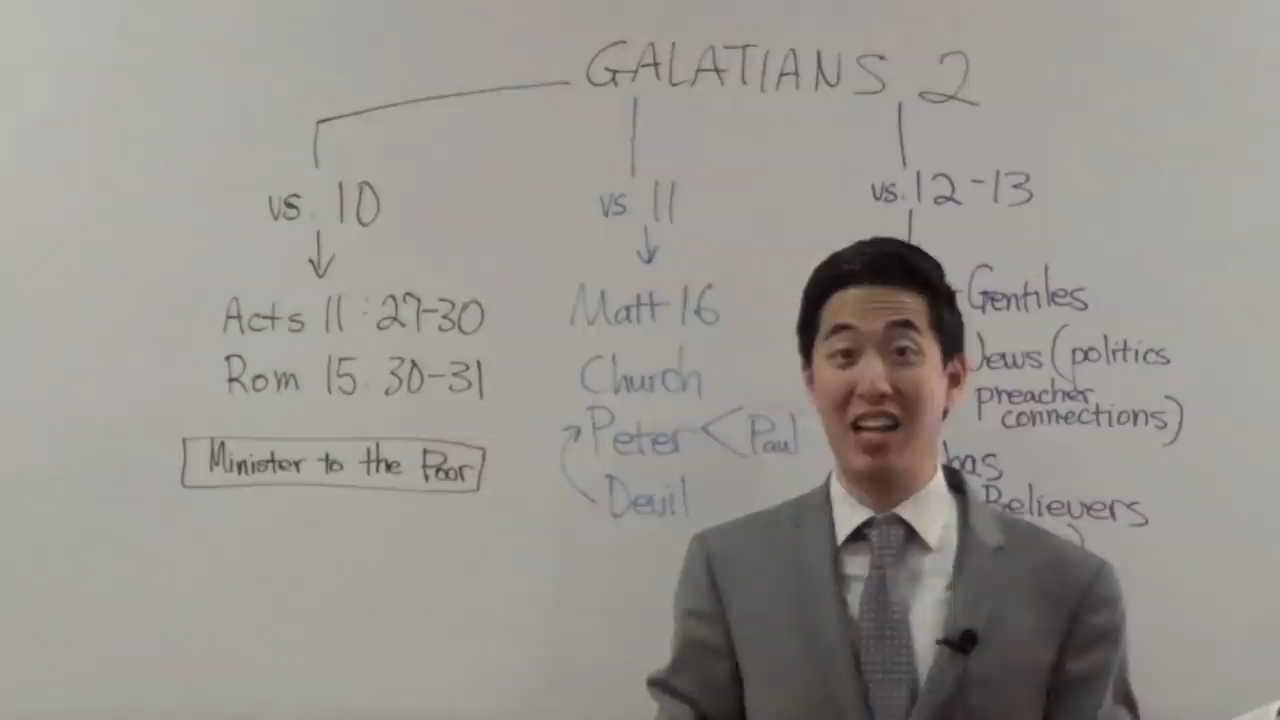 GALATIANS 2
vs. 10
Acts 11:27-30
Rom 15 30-31
Minister to the Poor
vs. 11
Matt 16
Church
Peter < Paul
Devil
vs. 12-13
Gentiles
Jews (politics
preacher
connections)
Believers